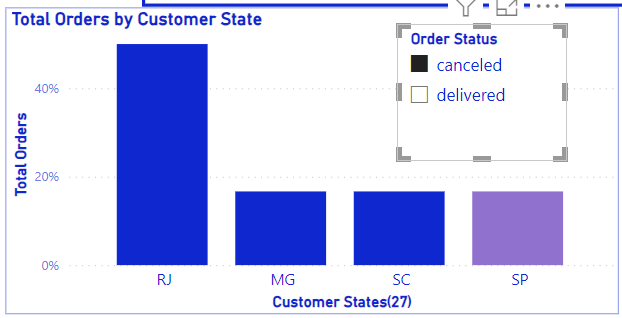 Total Orders by Customer State
Order Status
canceled
delivered
Total Orders
40%
20%
0%
RJ MG SC SP
Customer States(27)